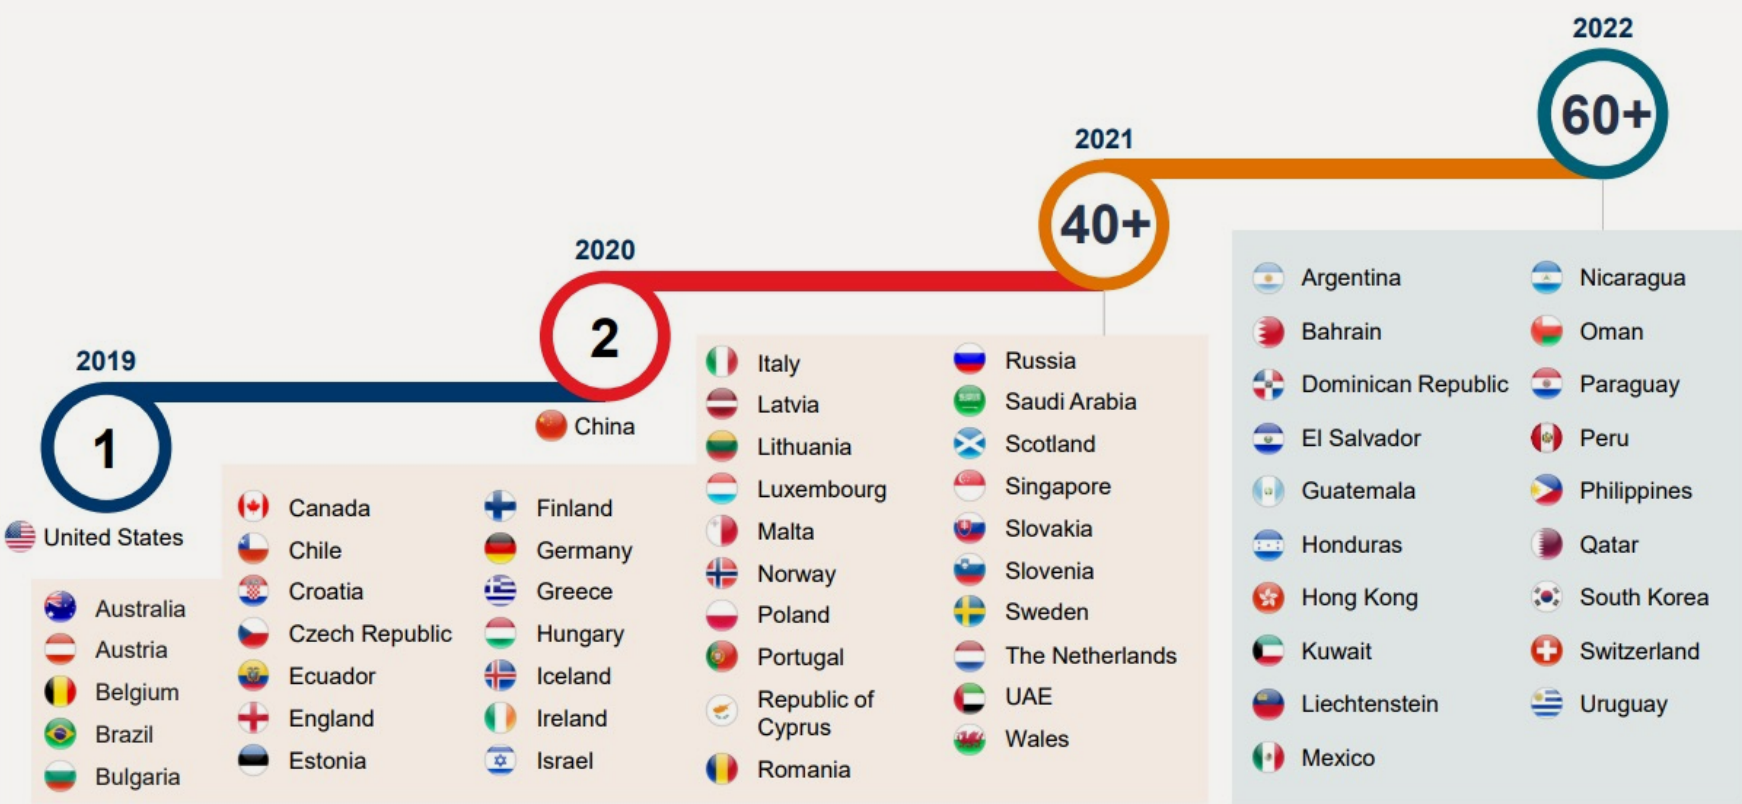 2019
1
United States
2020
2
China
2021
40+
Australia
Austria
Belgium
Brazil
Bulgaria
Canada
Chile
Croatia
Czech Republic
Ecuador
England
Estonia
Finland
Germany
Greece
Hungary
Iceland
Ireland
Israel
Italy
Latvia
Lithuania
Luxembourg
Malta
Norway
Poland
Portugal
Republic of
Cyprus
Romania
Russia
Saudi Arabia
Scotland
Singapore
Slovakia
Slovenia
Sweden
The Netherlands
UAE
Wales
2022
60+
Argentina
Bahrain
Dominican Republic
El Salvador
Guatemala
Honduras
Hong Kong
Kuwait
Liechtenstein
Mexico
Nicaragua
Oman
Paraguay
Peru
Philippines
Qatar
South Korea
Switzerland
Uruguay